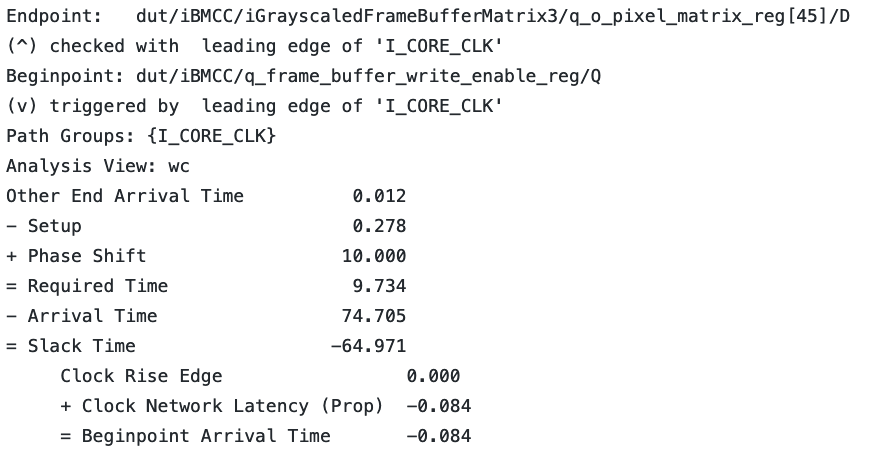 Endpoint:   dut/iBMCC/iGrayscaledFrameBufferMatrix3/q_o_pixel_matrix_reg[45]/D
(^) checked with  leading edge of 'I_CORE_CLK'
Beginpoint: dut/iBMCC/q_frame_buffer_write_enable_reg/Q
(v) triggered by  leading edge of 'I_CORE_CLK'
Path Groups: {I_CORE_CLK}
Analysis View: wc
Other End Arrival Time          0.012
- Setup                         0.278
+ Phase Shift                  10.000
= Required Time                 9.734
- Arrival Time                 74.705
= Slack Time                  -64.971
     Clock Rise Edge                 0.000
     + Clock Network Latency (Prop)  -0.084
     = Beginpoint Arrival Time       -0.084